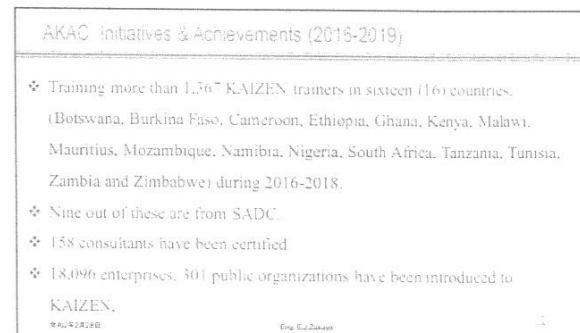 AKAC Initiatives & Achievements (2016-2019)
❖ Training more than 1,367 KAIZEN trainers in sixteen (16) countries.
(Botswana, Burkina Faso, Cameroon, Ethiopia, Ghana, Kenya, Malawi,
Mauritius, Mozambique, Namibia, Nigeria, South Africa, Tanzania, Tunisia,
Zambia and Zimbabwe) during 2016-2018.
❖ Nine out of these are from SADC.
❖ 158 consultants have been certified
❖ 18,096 enterprises, 301 public organizations have been introduced to
KAIZEN.